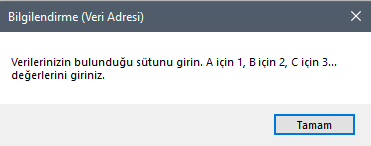 Bilgilendirme (Veri Adresi)
Verilerinizin bulunduğu sütunu girin. A için 1, B için 2, C için 3...
değerlerini giriniz.
Tamam